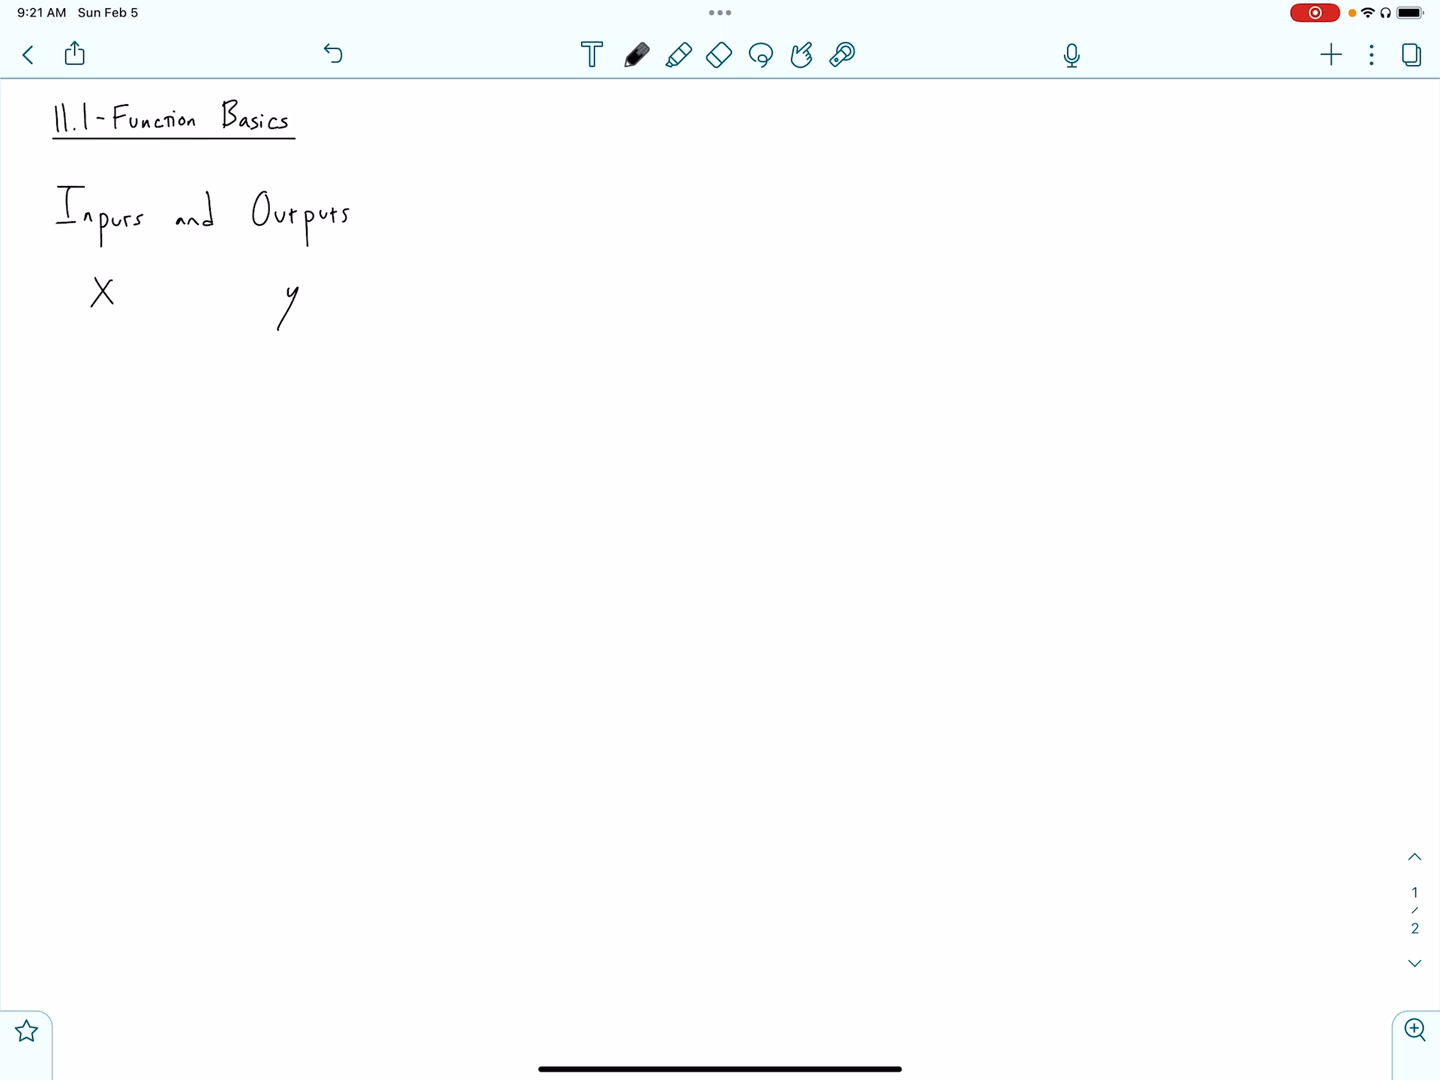 9:21 AM Sun Feb 5
11.1-Function Basics
Inputs and Outputs
x y
1
/
2